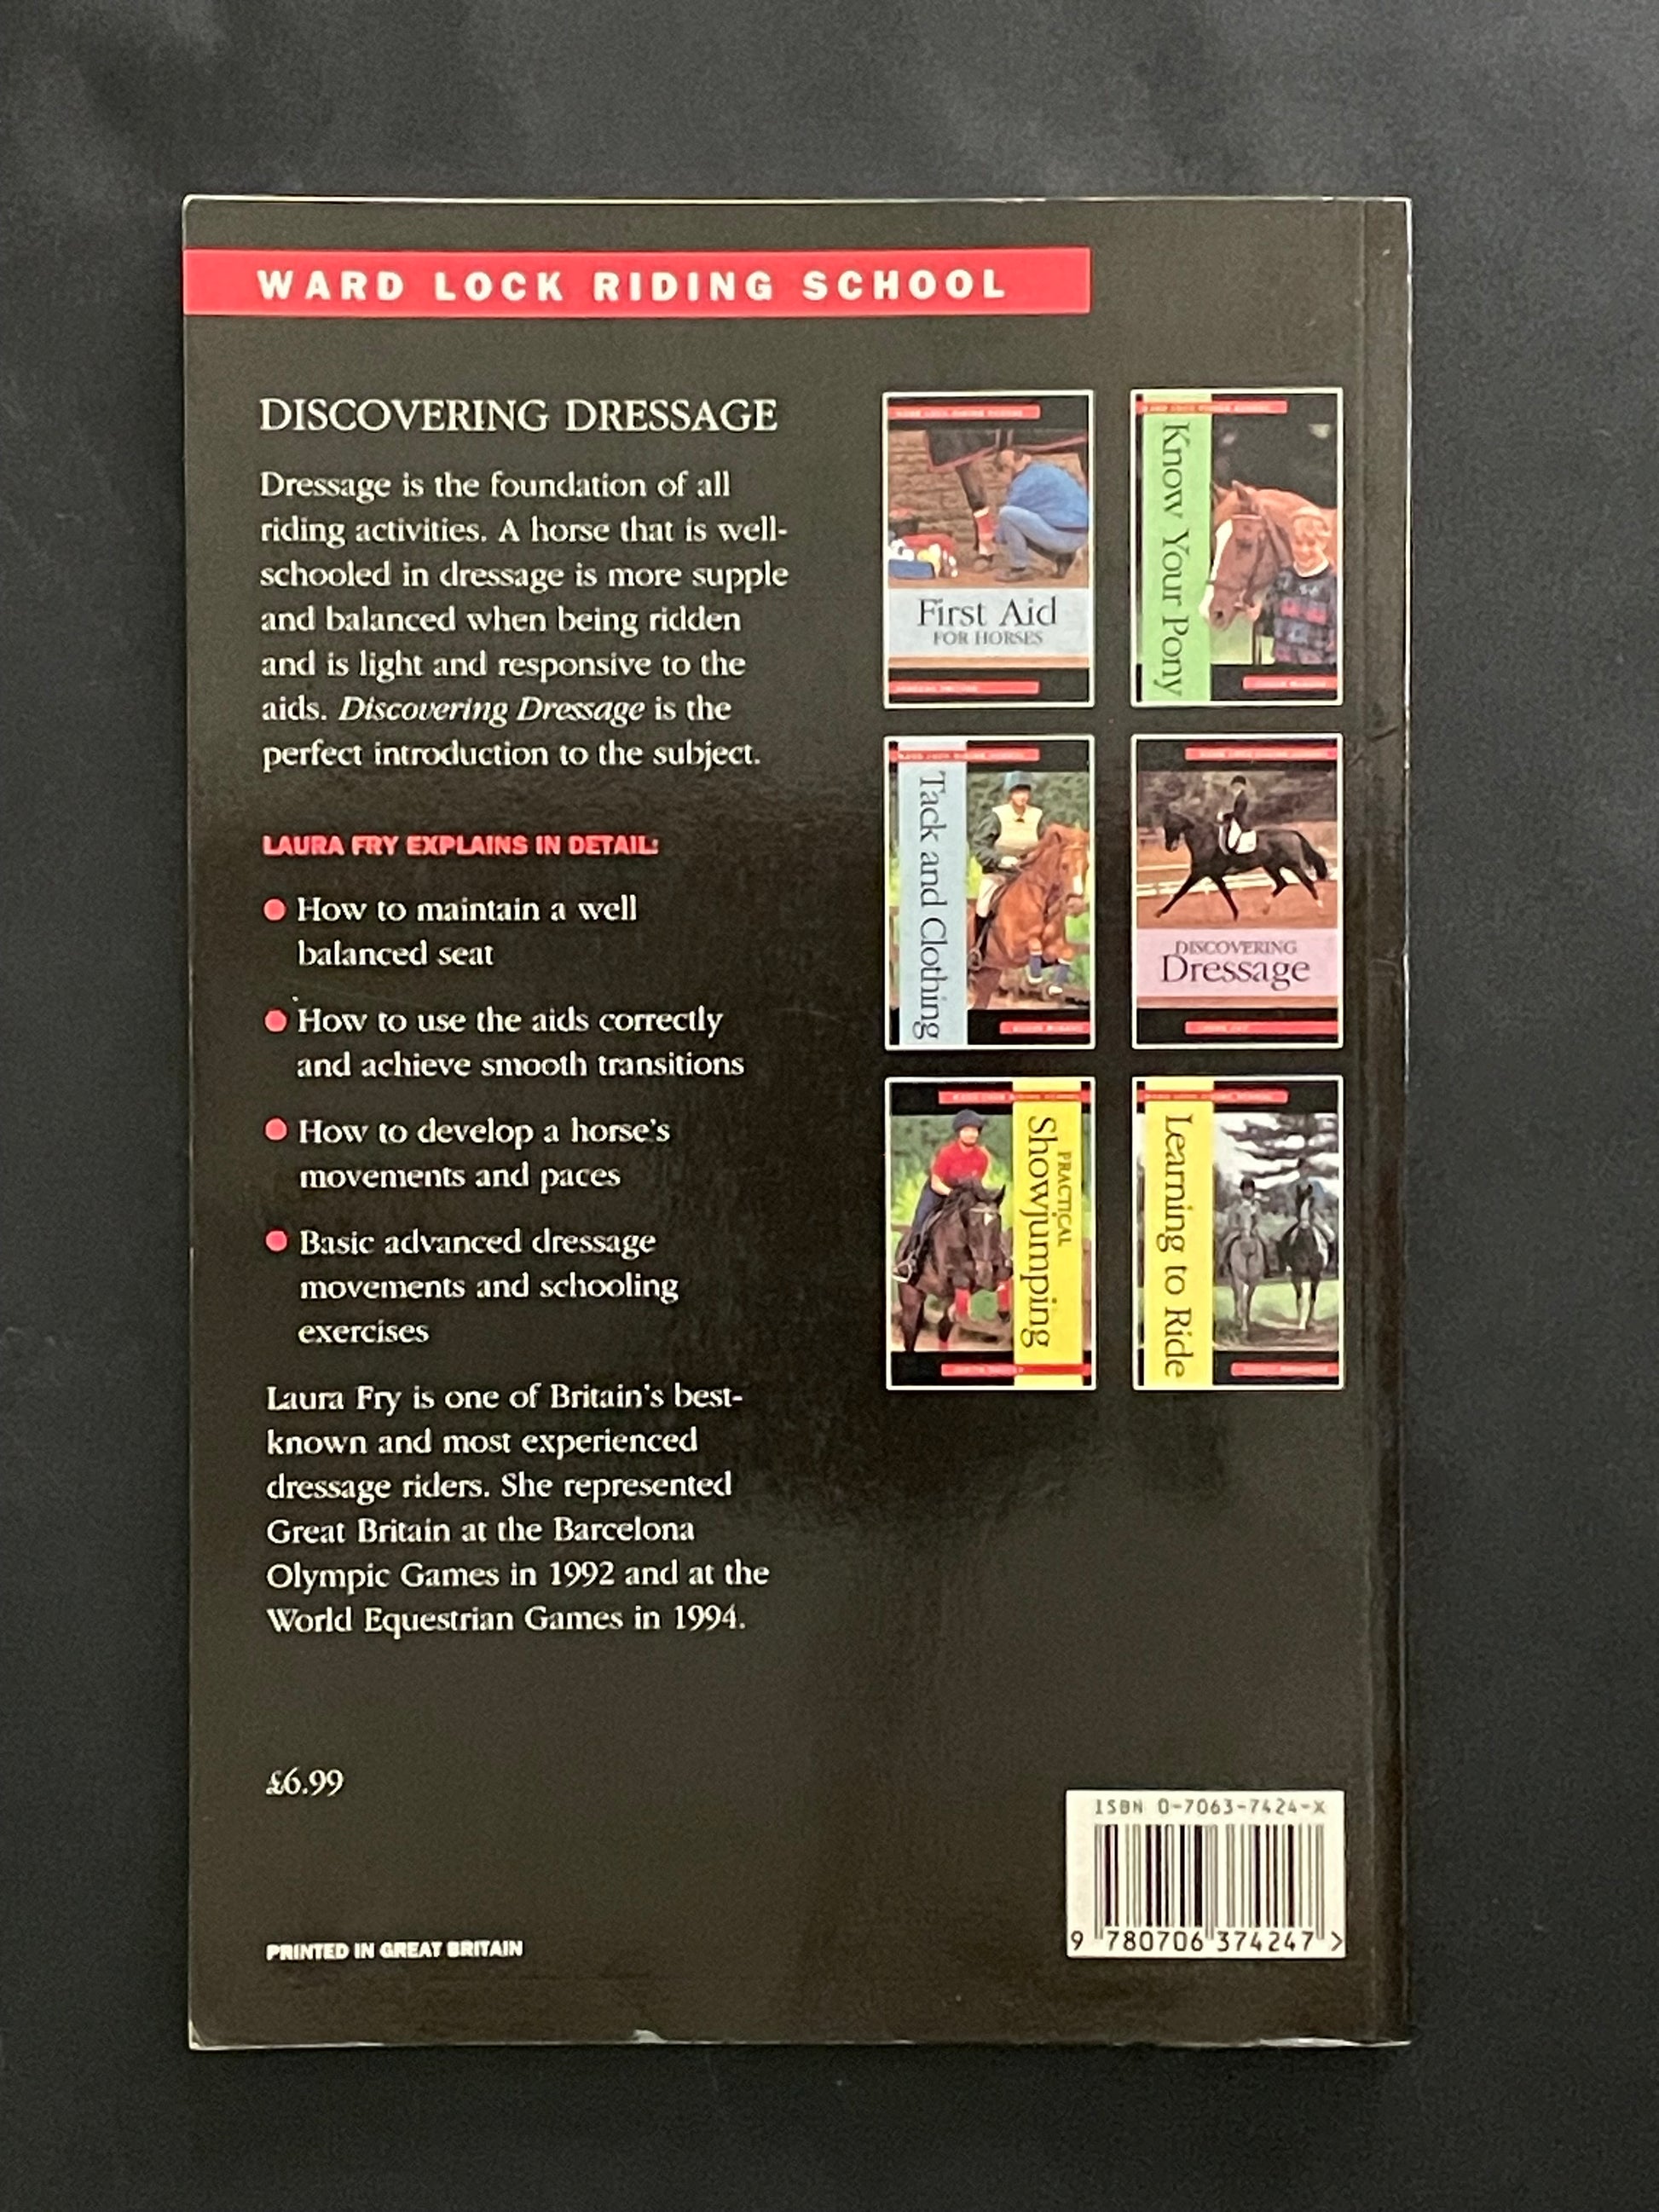 WARD LOCK RIDING SCHOOL
DISCOVERING DRESSAGE
Dressage is the foundation of all
riding activities. A horse that is well-
schooled in dressage is more supple
and balanced when being ridden
and is light and responsive to the
aids. Discovering Dressage is the
perfect introduction to the subject.
LAURA FRY EXPLAINS IN DETAIL:
● How to maintain a well
balanced seat
● How to use the aids correctly
and achieve smooth transitions
● How to develop a horse's
movements and paces
● Basic advanced dressage
movements and schooling
exercises
Laura Fry is one of Britain's best-
known and most experienced
dressage riders. She represented
Great Britain at the Barcelona
Olympic Games in 1992 and at the
World Equestrian Games in 1994.
£6.99
PRINTED IN GREAT BRITAIN
First Aid
FOR HORSES
Know Your Pony
Tack and Clothing
DISCOVERING
Dressage
PRACTICAL
Showjumping
Learning to Ride
ISBN 0-7063-7424-X
9 780706 374247 >